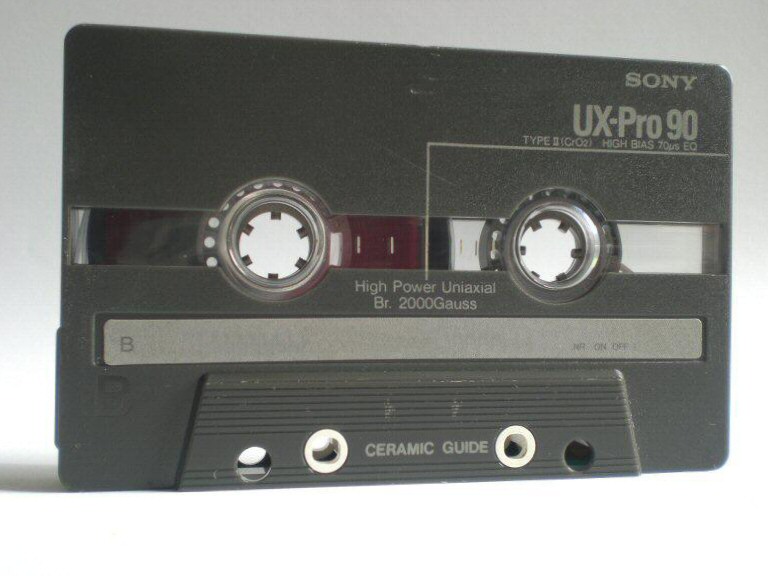 SONY
UX-Pro 90
TYPE II (CrO2) HIGH BIAS 70µs EQ
High Power Uniaxial
Br. 2000Gauss
B
NR ON OFF
B
CERAMIC GUIDE